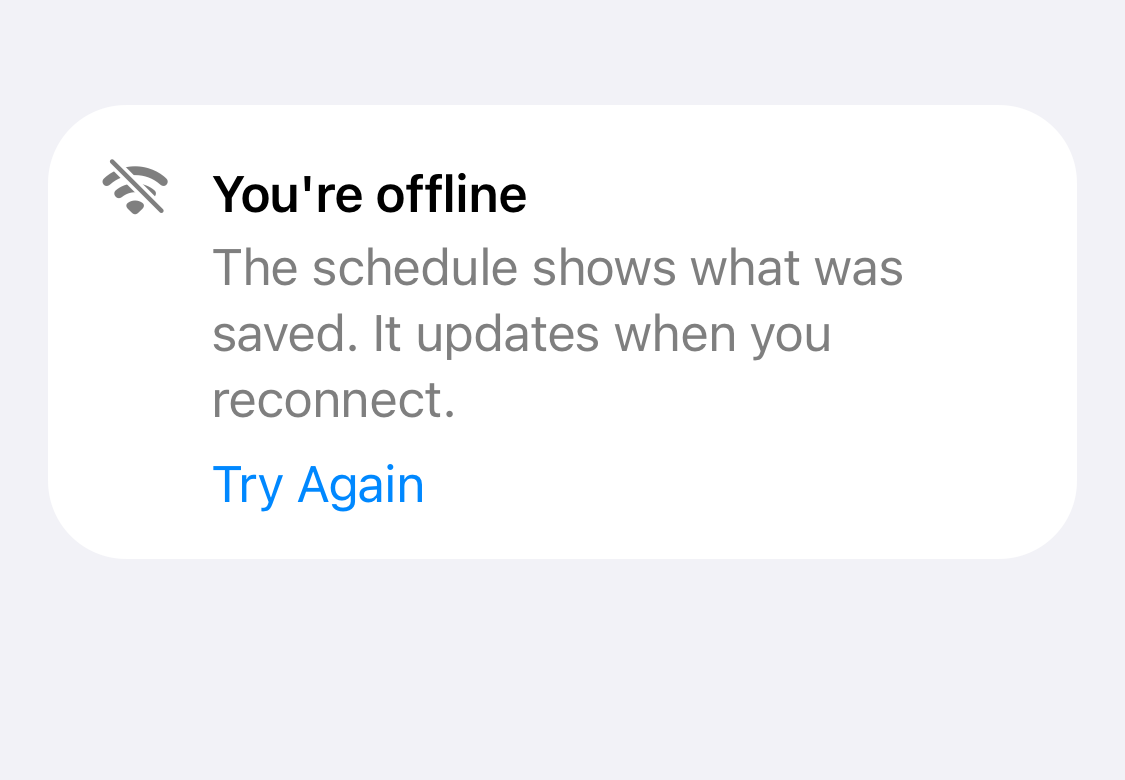 You're offline
The schedule shows what was
saved. It updates when you
reconnect.
Try Again